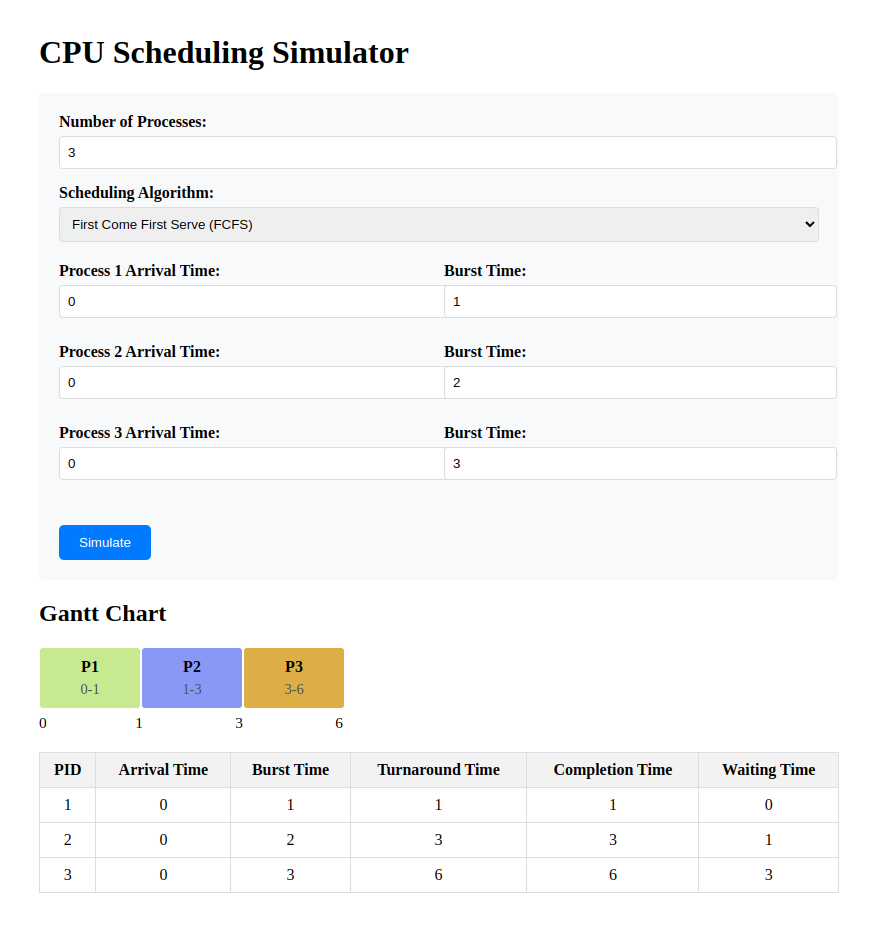 CPU Scheduling Simulator
Number of Processes:
3
Scheduling Algorithm:
First Come First Serve (FCFS)
Process 1 Arrival Time: Burst Time:
0 1
Process 2 Arrival Time: Burst Time:
0 2
Process 3 Arrival Time: Burst Time:
0 3
Simulate
Gantt Chart
P1 P2 P3
0-1 1-3 3-6
0 1 3 6
PID Arrival Time Burst Time Turnaround Time Completion Time Waiting Time
1 0 1 1 1 0
2 0 2 3 3 1
3 0 3 6 6 3